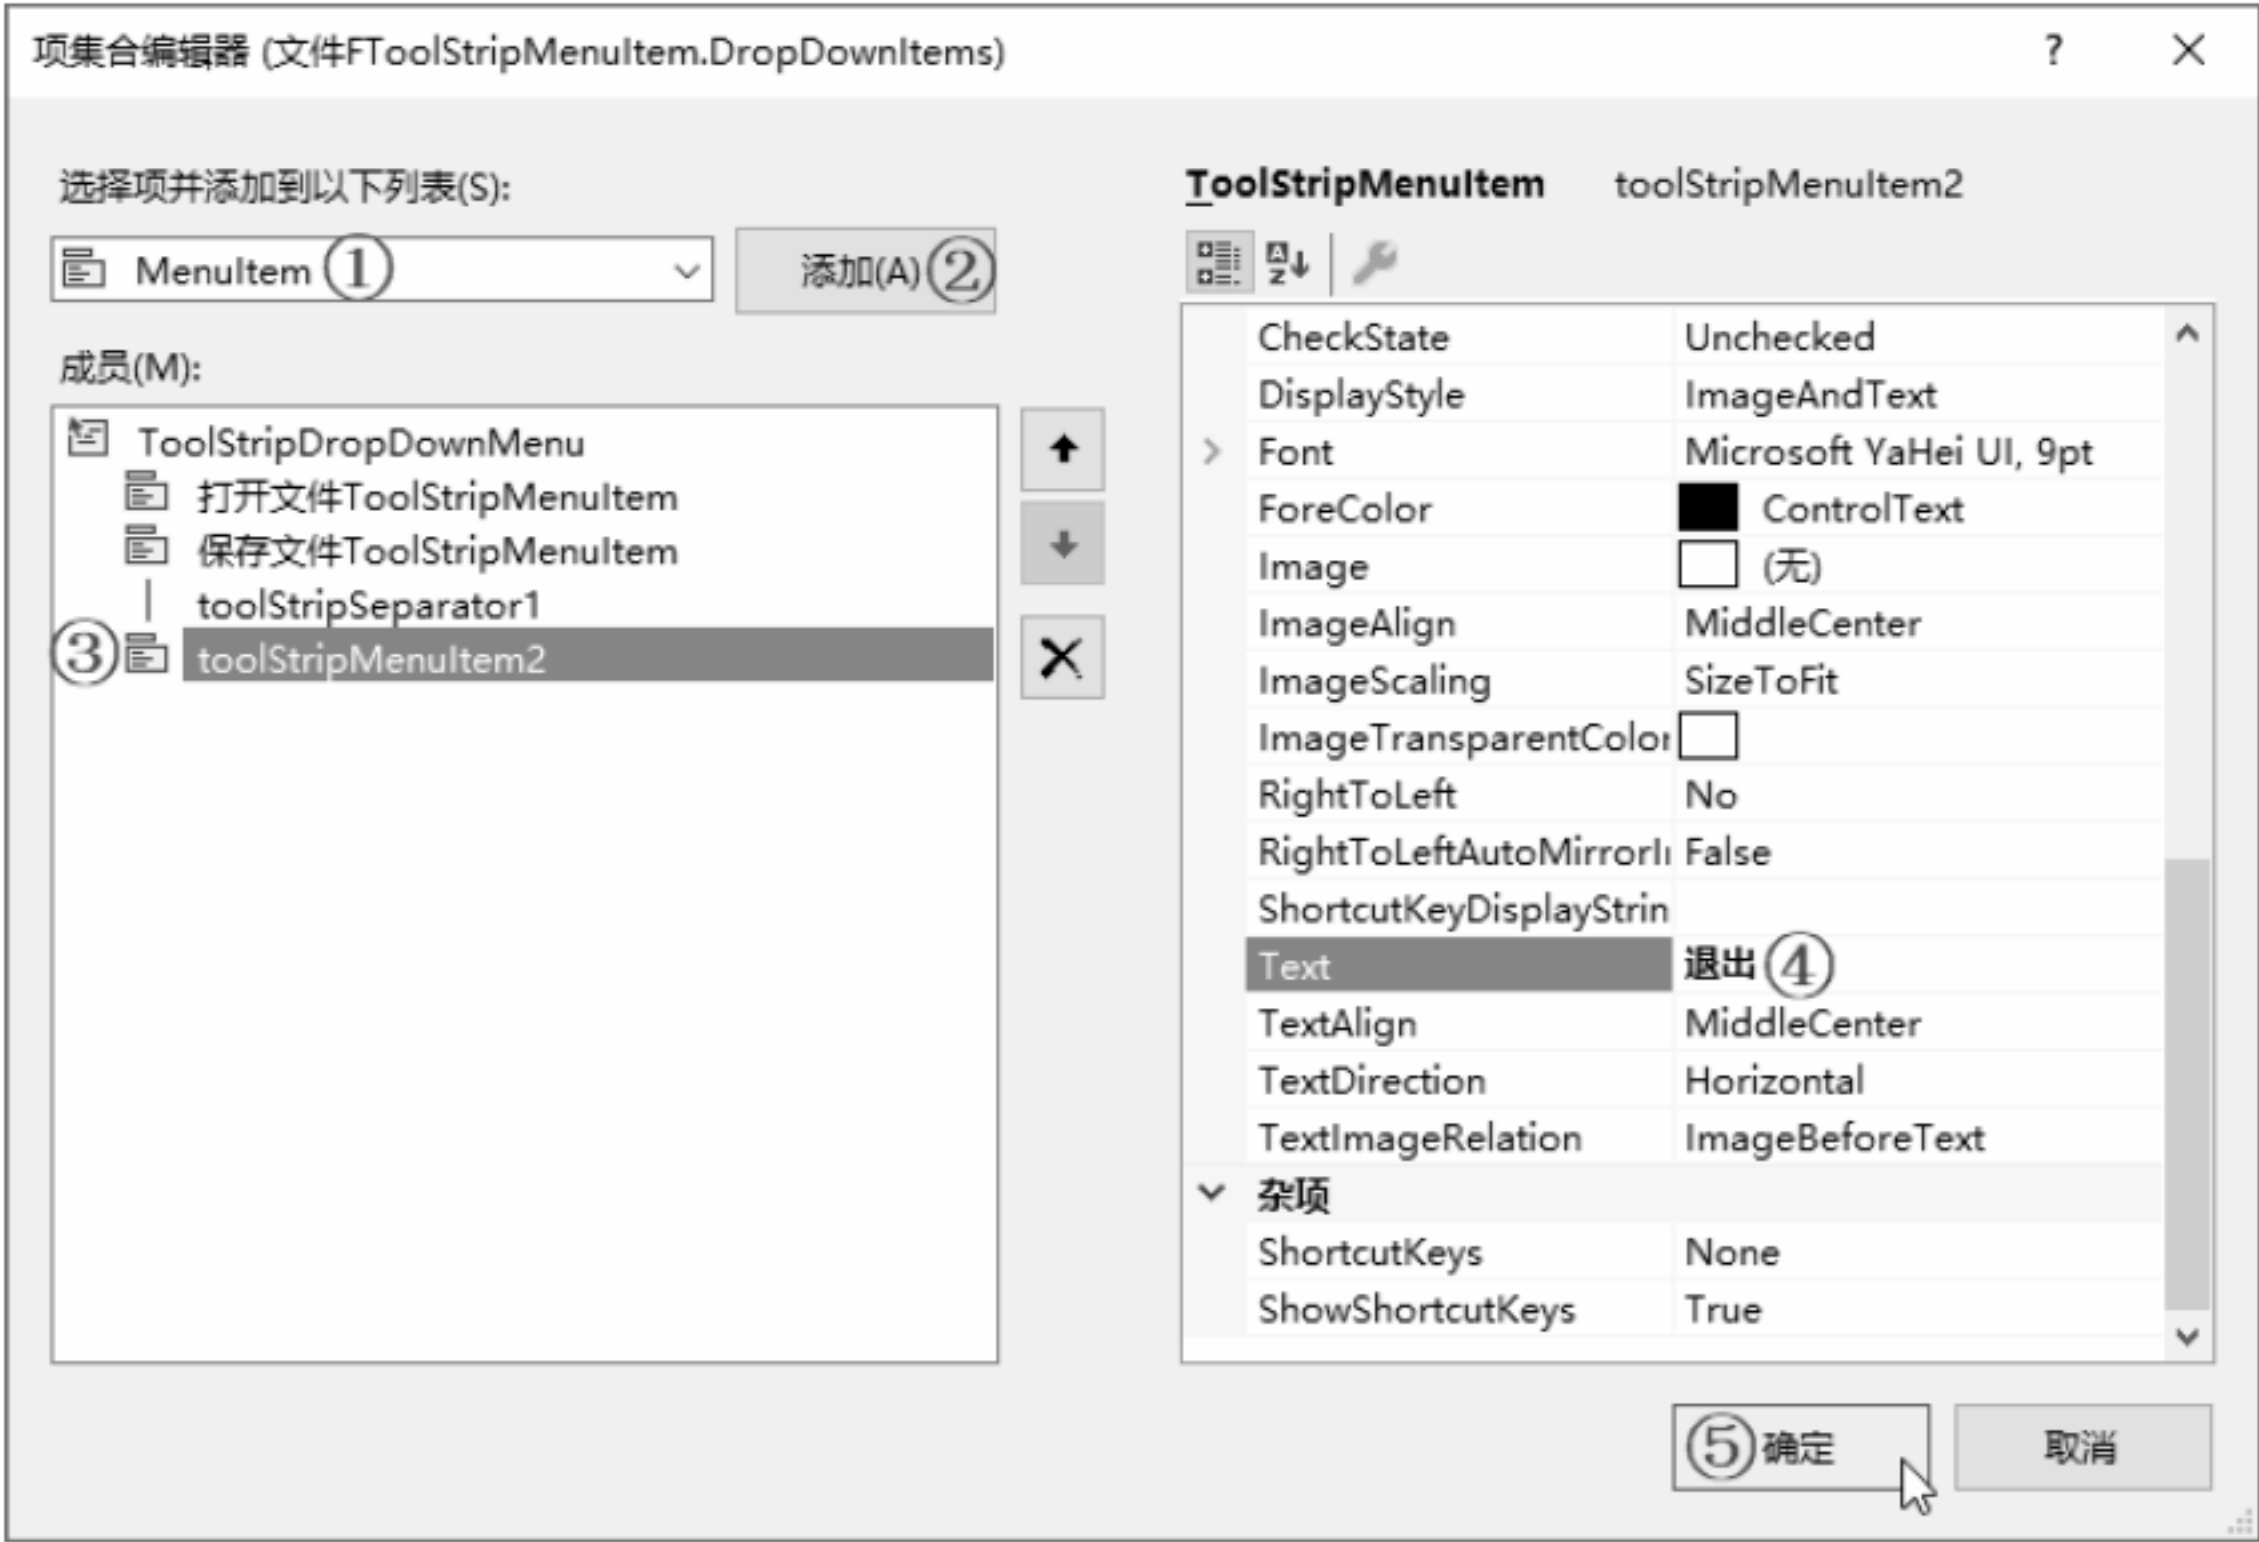 项集合编辑器 (文件FToolStripMenuItem.DropDownItems)
?
选择项并添加到以下列表(S):
MenuItem ①
添加(A) ②
成员(M):
ToolStripDropDownMenu
打开文件ToolStripMenuItem
保存文件ToolStripMenuItem
toolStripSeparator1
③ toolStripMenuItem2
ToolStripMenuItem toolStripMenuItem2
CheckState Unchecked
DisplayStyle ImageAndText
Font Microsoft YaHei UI, 9pt
ForeColor ControlText
Image (无)
ImageAlign MiddleCenter
ImageScaling SizeToFit
ImageTransparentColor
RightToLeft No
RightToLeftAutoMirrorI False
ShortcutKeyDisplayStrin
Text 退出 ④
TextAlign MiddleCenter
TextDirection Horizontal
TextImageRelation ImageBeforeText
杂项
ShortcutKeys None
ShowShortcutKeys True
⑤ 确定
取消